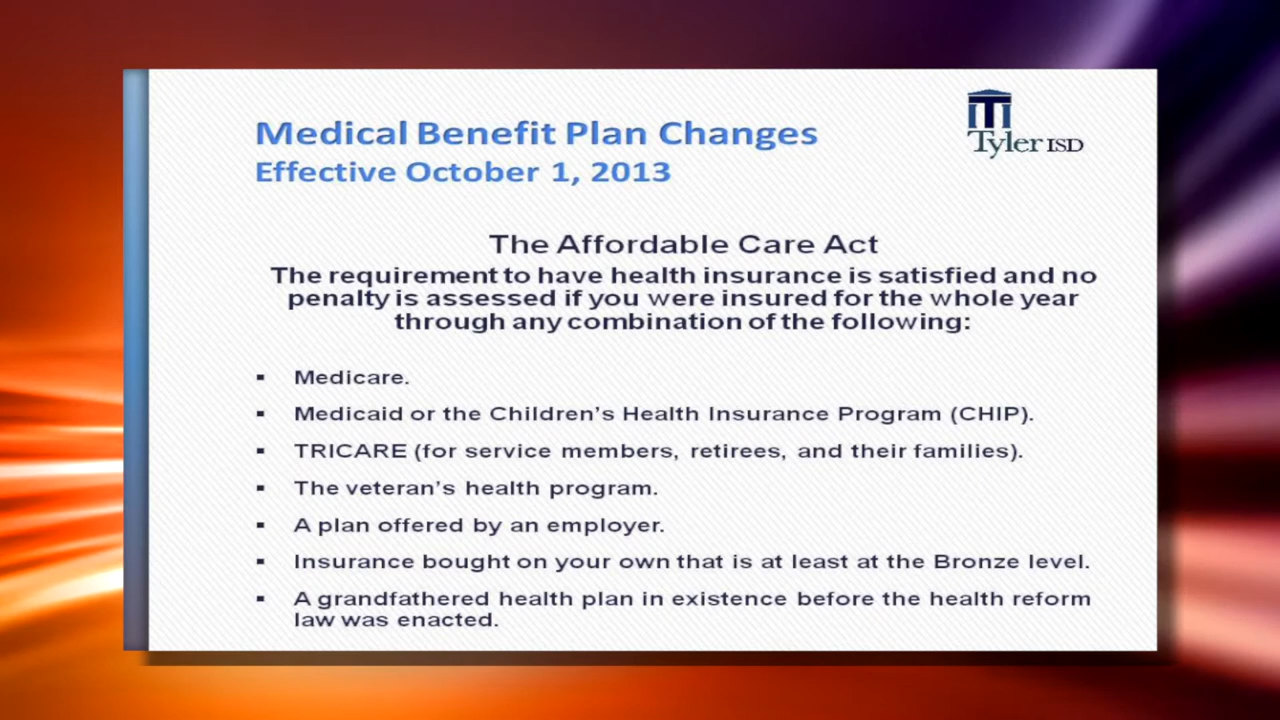 Medical Benefit Plan Changes
Effective October 1, 2013
Tyler ISD
The Affordable Care Act
The requirement to have health insurance is satisfied and no
penalty is assessed if you were insured for the whole year
through any combination of the following:
▪ Medicare.
▪ Medicaid or the Children's Health Insurance Program (CHIP).
▪ TRICARE (for service members, retirees, and their families).
▪ The veteran's health program.
▪ A plan offered by an employer.
▪ Insurance bought on your own that is at least at the Bronze level.
▪ A grandfathered health plan in existence before the health reform
law was enacted.